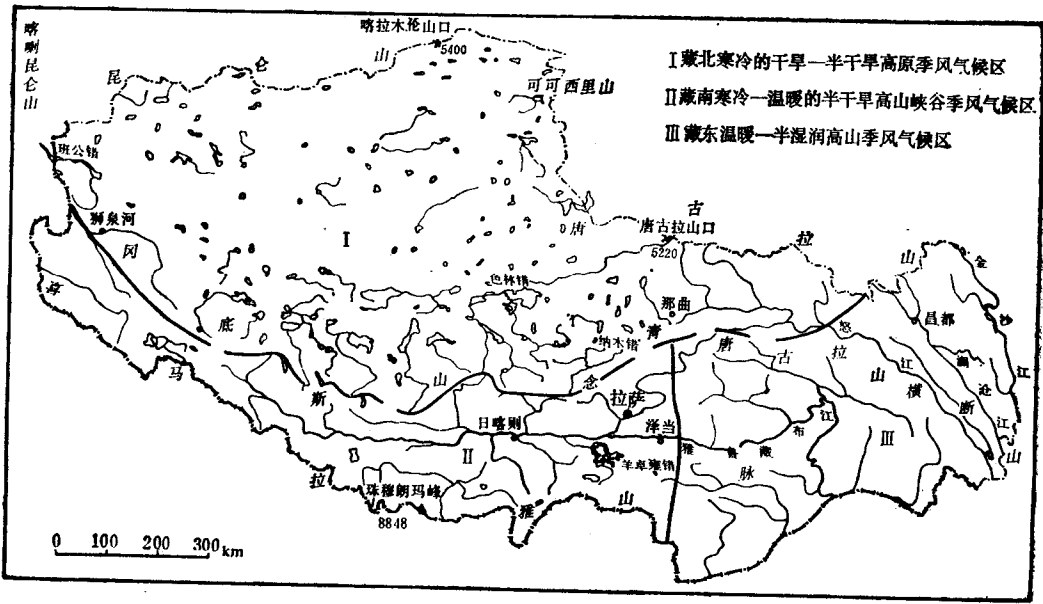 喀喇昆仑山
喀拉木伦山口
5400
昆仑山
可可西里山
I 藏北寒冷的干旱—半干旱高原季风气候区
II 藏南寒冷—温暖的半干旱高山峡谷季风气候区
III 藏东温暖—半湿润高山季风气候区
班公错
狮泉河
冈底斯山
I
唐古拉山
唐古拉山口
5220
色林错
那曲
纳木错
念青唐古拉山
昌都
金沙江
澜沧江
怒江
横断山
拉萨
日喀则
泽当
雅鲁藏布江
羊卓雍错
II
III
喜马拉雅山脉
珠穆朗玛峰
8848
0 100 200 300 km